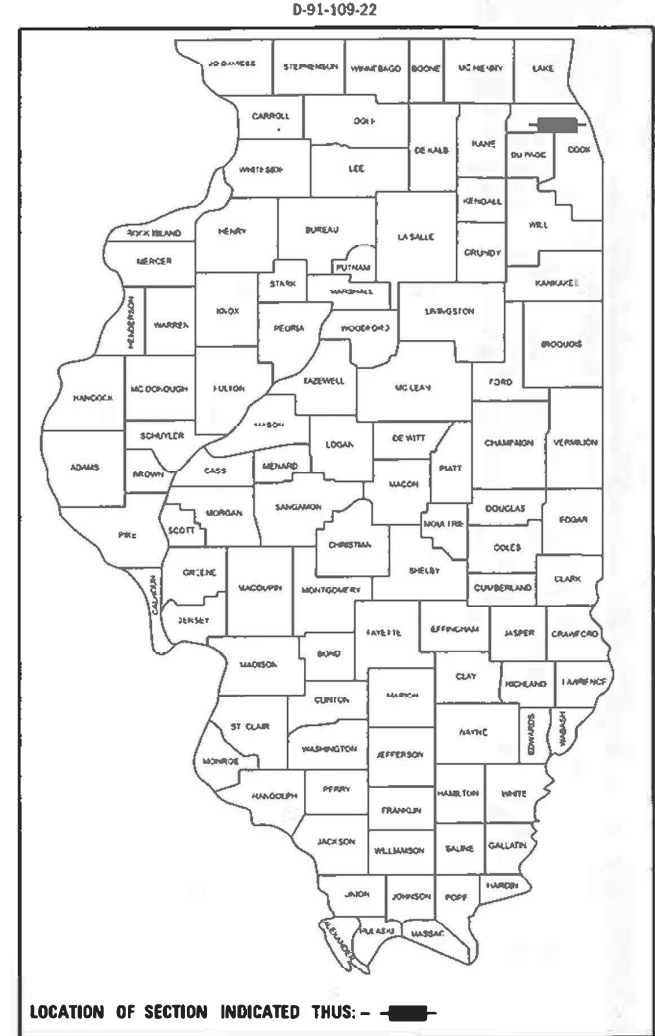 D-91-109-22
JO DAVIESS STEPHENSON WINNEBAGO BOONE MC HENRY LAKE
CARROLL OGLE DE KALB KANE DU PAGE COOK
WHITESIDE LEE KENDALL WILL
ROCK ISLAND HENRY BUREAU LA SALLE GRUNDY
MERCER PUTNAM KANKAKEE
STARK MARSHALL
HENDERSON WARREN KNOX PEORIA WOODFORD LIVINGSTON IROQUOIS
HANCOCK MC DONOUGH FULTON TAZEWELL MC LEAN FORD
MASON
SCHUYLER LOGAN DE WITT CHAMPAIGN VERMILION
ADAMS BROWN CASS MENARD MACON PIATT
PIKE SCOTT MORGAN SANGAMON MOULTRIE DOUGLAS EDGAR
CHRISTIAN COLES
CALHOUN GREENE MACOUPIN MONTGOMERY SHELBY CUMBERLAND CLARK
JERSEY FAYETTE EFFINGHAM JASPER CRAWFORD
MADISON BOND
CLAY RICHLAND LAWRENCE
CLINTON MARION
ST CLAIR WAYNE EDWARDS WABASH
MONROE WASHINGTON JEFFERSON
RANDOLPH PERRY HAMILTON WHITE
FRANKLIN
JACKSON WILLIAMSON SALINE GALLATIN
UNION JOHNSON POPE HARDIN
ALEXANDER PULASKI MASSAC
LOCATION OF SECTION INDICATED THUS: -